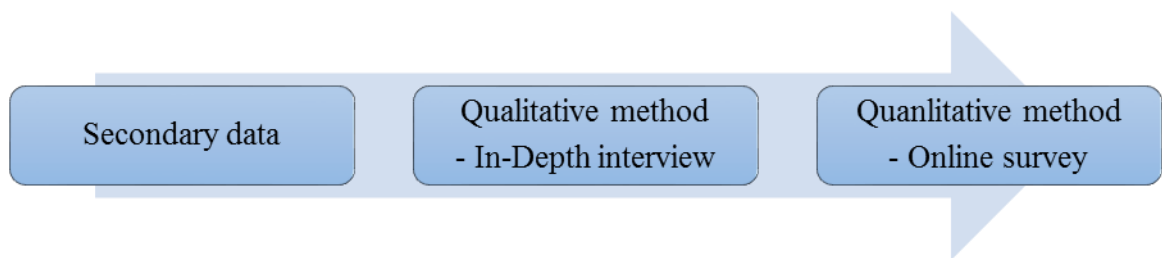 Secondary data
Qualitative method
- In-Depth interview
Quanlitative method
- Online survey